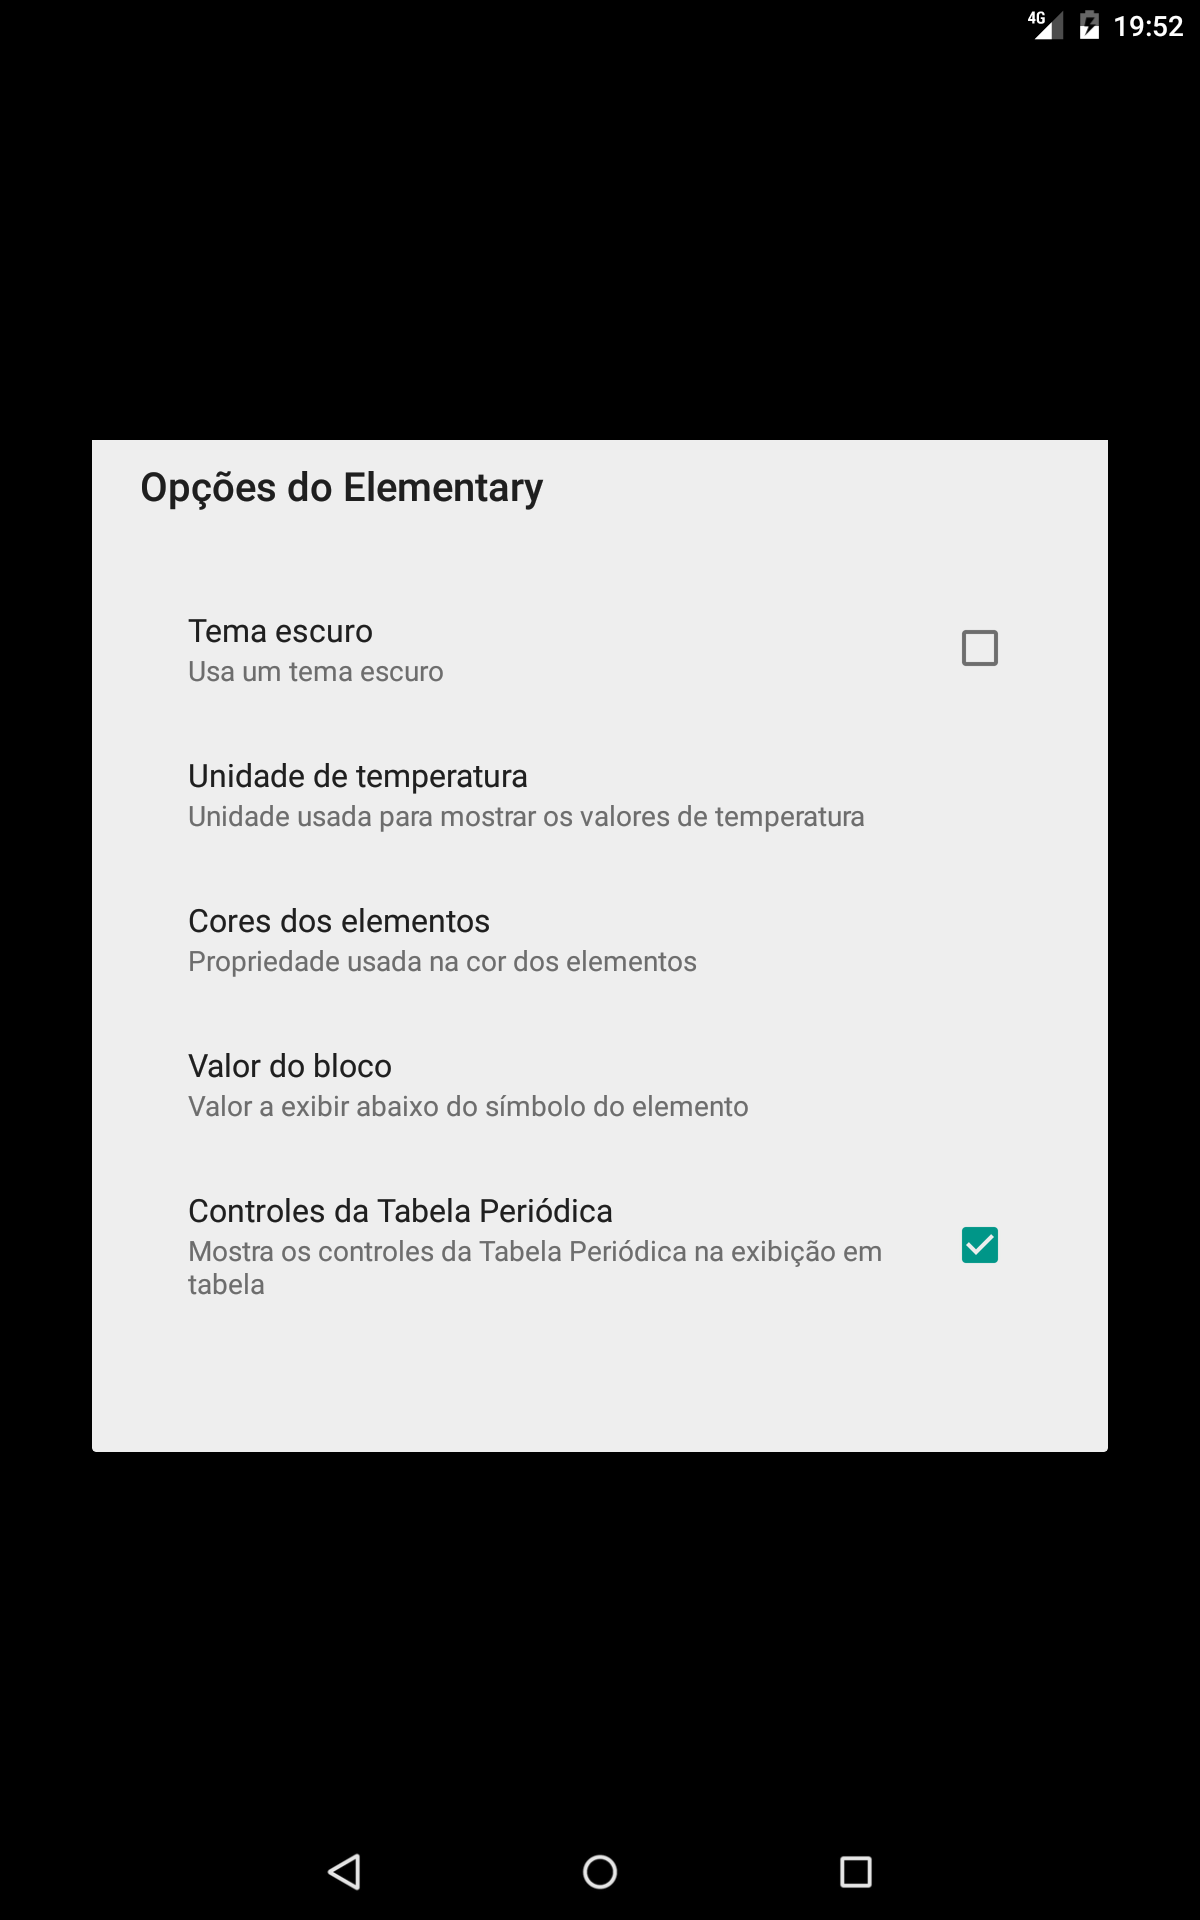 4G 19:52
Opções do Elementary
Tema escuro
Usa um tema escuro
Unidade de temperatura
Unidade usada para mostrar os valores de temperatura
Cores dos elementos
Propriedade usada na cor dos elementos
Valor do bloco
Valor a exibir abaixo do símbolo do elemento
Controles da Tabela Periódica
Mostra os controles da Tabela Periódica na exibição em
tabela